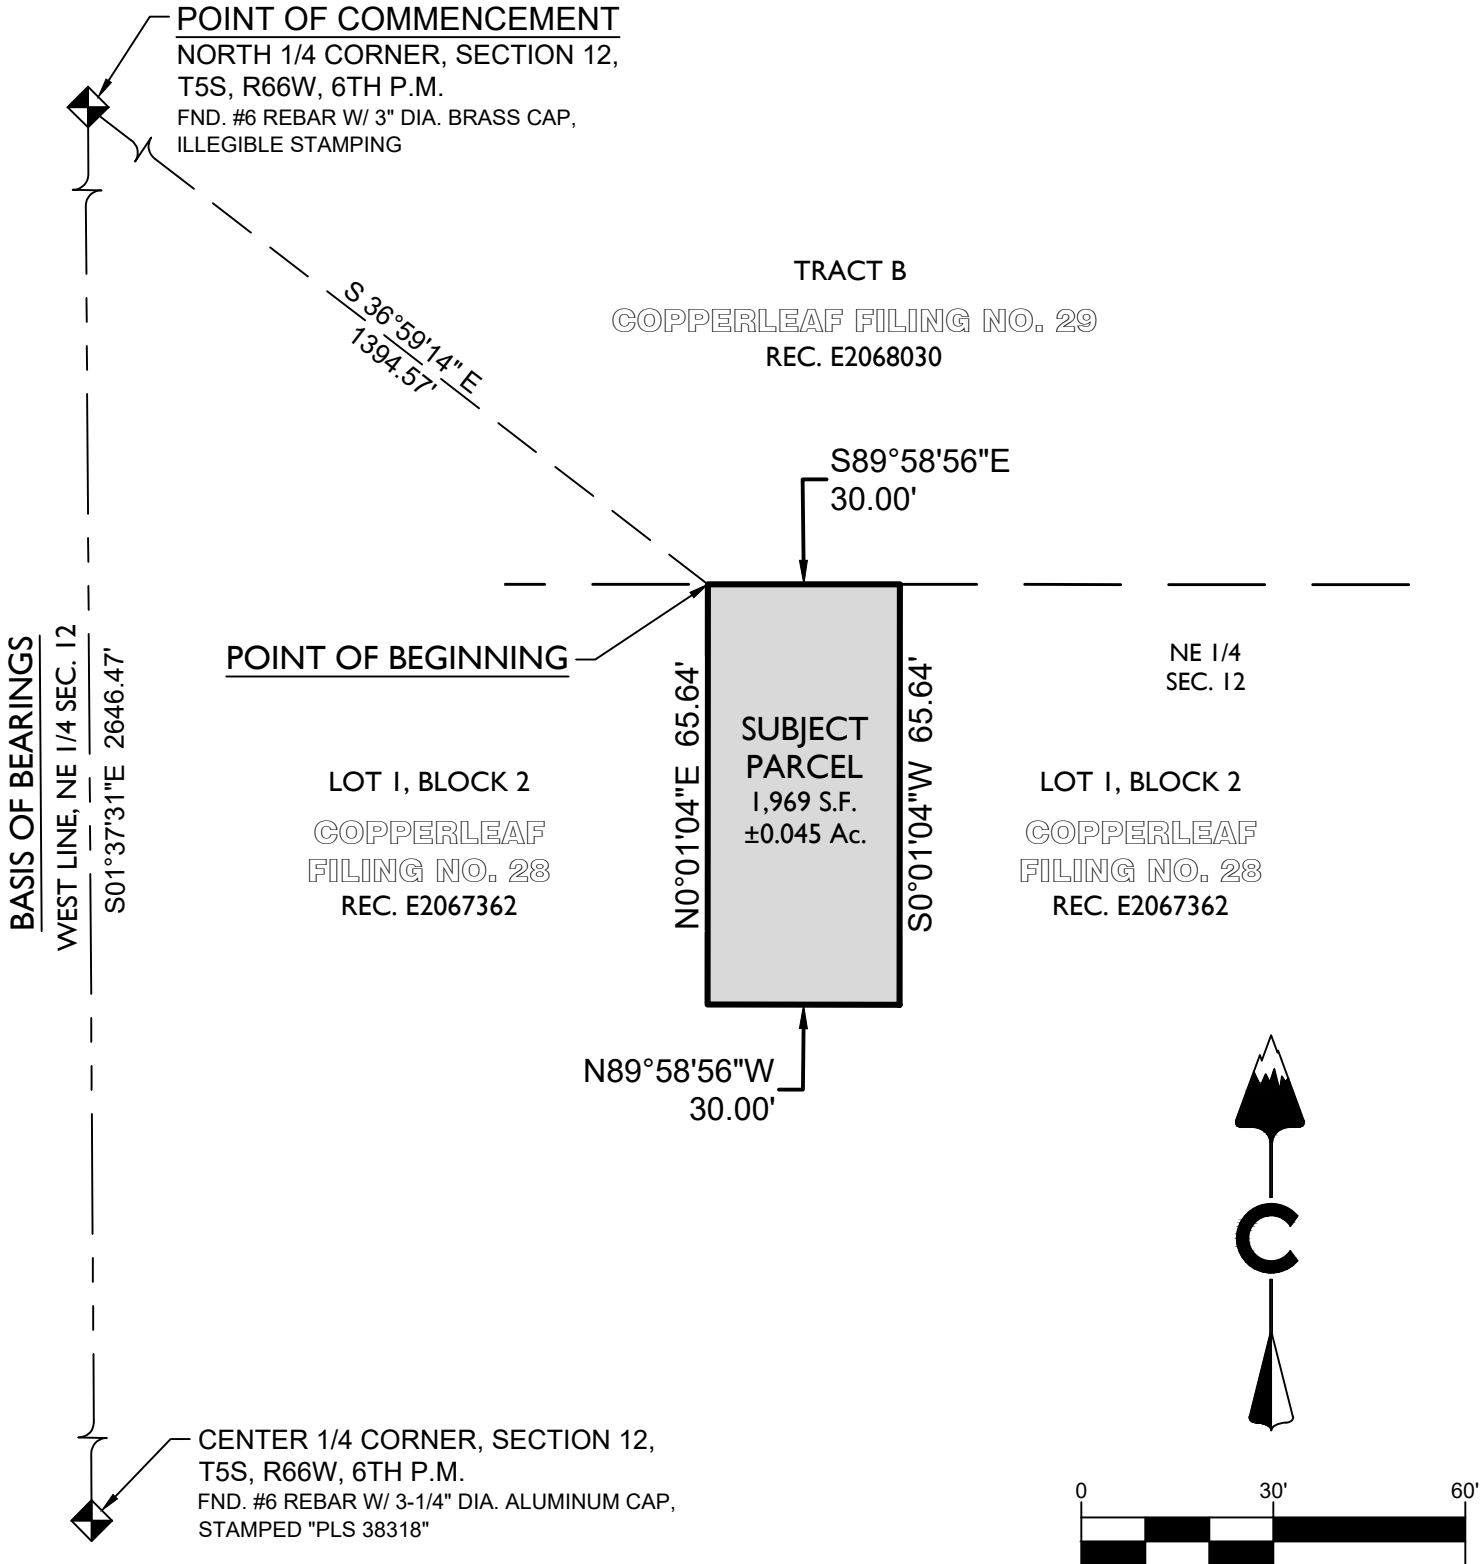 POINT OF COMMENCEMENT
NORTH 1/4 CORNER, SECTION 12,
T5S, R66W, 6TH P.M.
FND. #6 REBAR W/ 3" DIA. BRASS CAP,
ILLEGIBLE STAMPING
TRACT B
COPPERLEAF FILING NO. 29
REC. E2068030
S 36°59'14" E
1394.57'
S89°58'56"E
30.00'
POINT OF BEGINNING
NE 1/4
SEC. 12
BASIS OF BEARINGS
WEST LINE, NE 1/4 SEC. 12
S01°37'31"E 2646.47'
LOT 1, BLOCK 2
COPPERLEAF
FILING NO. 28
REC. E2067362
N0°01'04"E 65.64'
SUBJECT
PARCEL
1,969 S.F.
±0.045 Ac.
S0°01'04"W 65.64'
LOT 1, BLOCK 2
COPPERLEAF
FILING NO. 28
REC. E2067362
N89°58'56"W
30.00'
C
CENTER 1/4 CORNER, SECTION 12,
T5S, R66W, 6TH P.M.
FND. #6 REBAR W/ 3-1/4" DIA. ALUMINUM CAP,
STAMPED "PLS 38318"
0 30' 60'